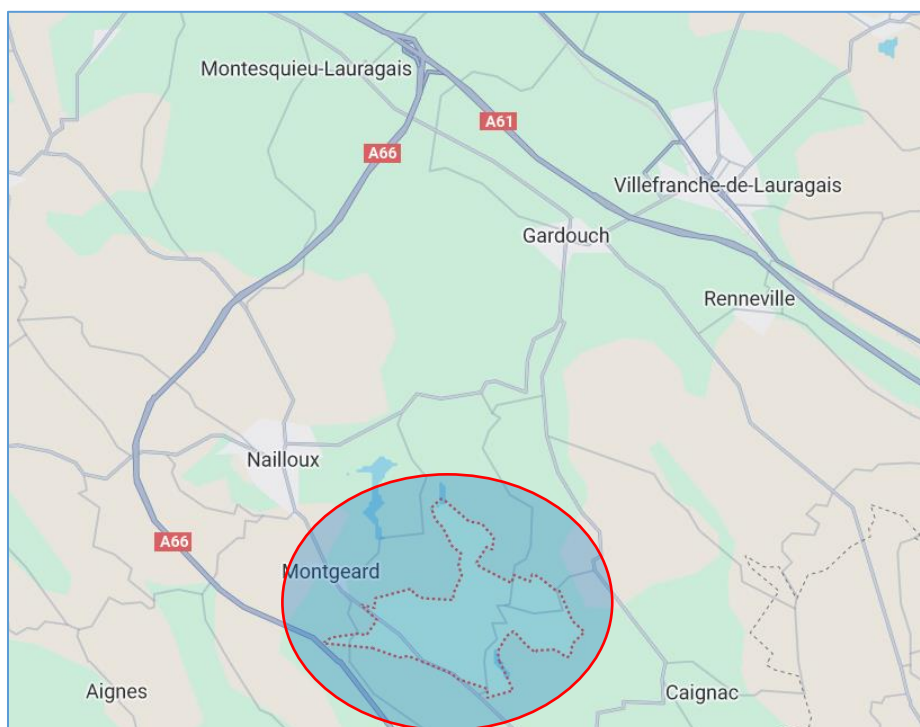 Montesquieu-Lauragais
A61
A66
Villefranche-de-Lauragais
Gardouch
Renneville
Nailloux
A66
Montgeard
Aignes
Caignac